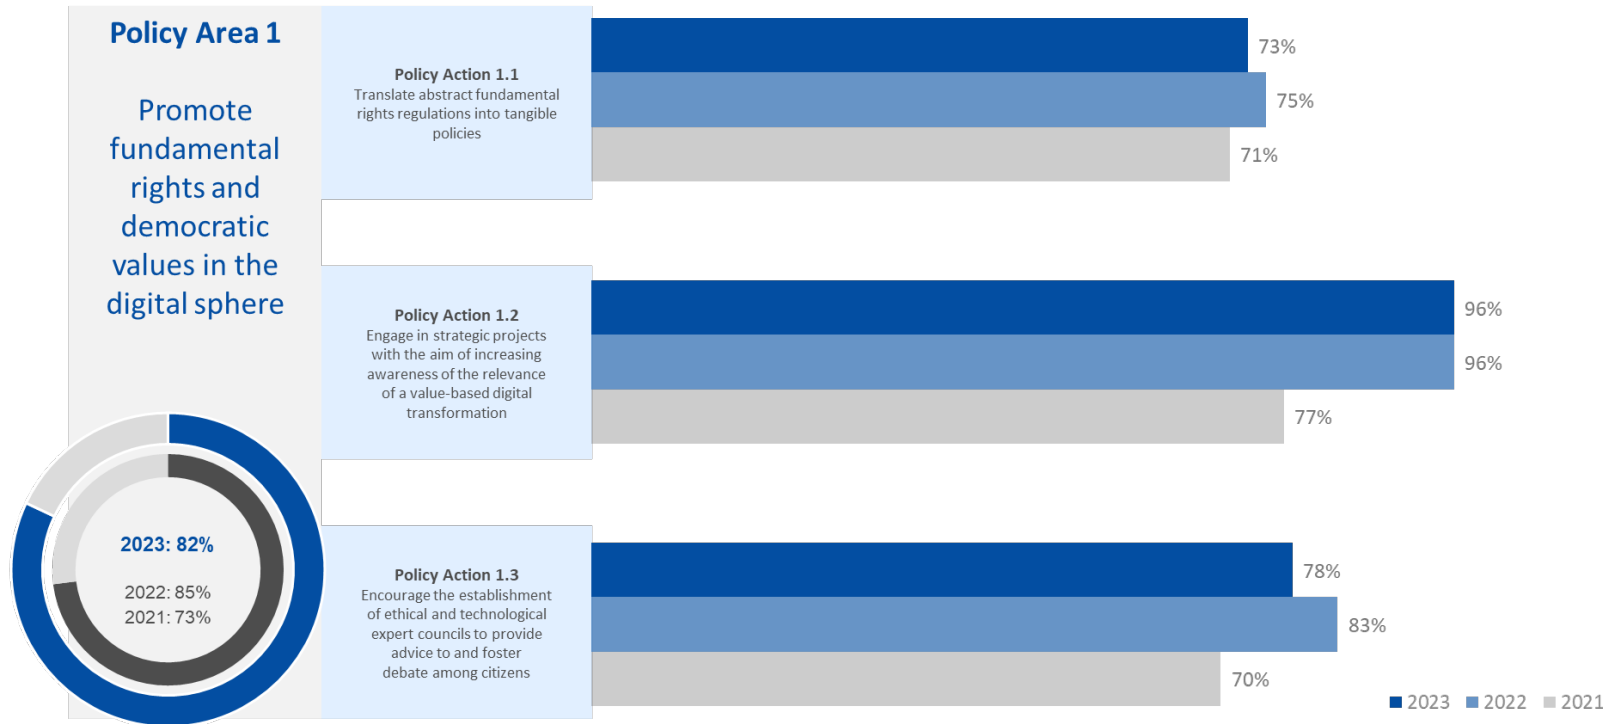 Policy Area 1
Promote
fundamental
rights and
democratic
values in the
digital sphere
2023: 82%
2022: 85%
2021: 73%
Policy Action 1.1
Translate abstract fundamental
rights regulations into tangible
policies
73%
75%
71%
Policy Action 1.2
Engage in strategic projects
with the aim of increasing
awareness of the relevance
of a value-based digital
transformation
96%
96%
77%
Policy Action 1.3
Encourage the establishment
of ethical and technological
expert councils to provide
advice to and foster
debate among citizens
78%
83%
70%
2023 2022 2021